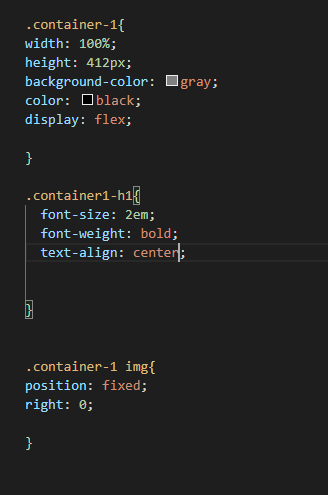 .container-1{
width: 100%;
height: 412px;
background-color: gray;
color: black;
display: flex;
}
.container1-h1{
font-size: 2em;
font-weight: bold;
text-align: center;
}
.container-1 img{
position: fixed;
right: 0;
}